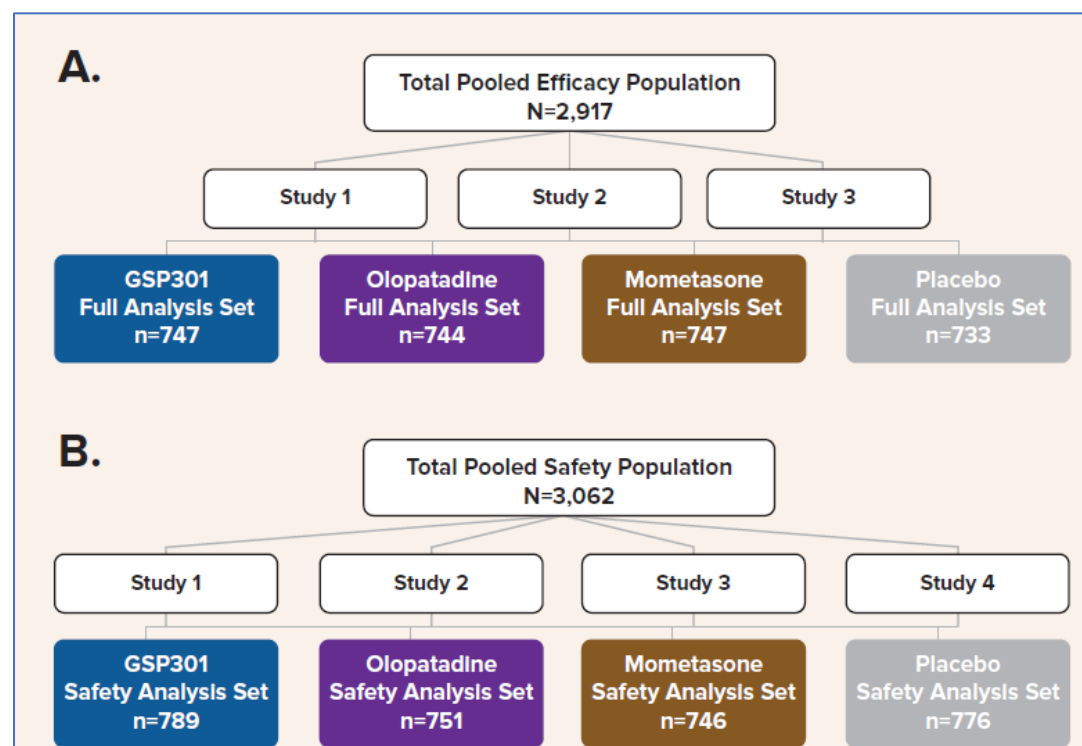 A.
Total Pooled Efficacy Population
N=2,917
Study 1
Study 2
Study 3
GSP301
Full Analysis Set
n=747
Olopatadine
Full Analysis Set
n=744
Mometasone
Full Analysis Set
n=747
Placebo
Full Analysis Set
n=733
B.
Total Pooled Safety Population
N=3,062
Study 1
Study 2
Study 3
Study 4
GSP301
Safety Analysis Set
n=789
Olopatadine
Safety Analysis Set
n=751
Mometasone
Safety Analysis Set
n=746
Placebo
Safety Analysis Set
n=776